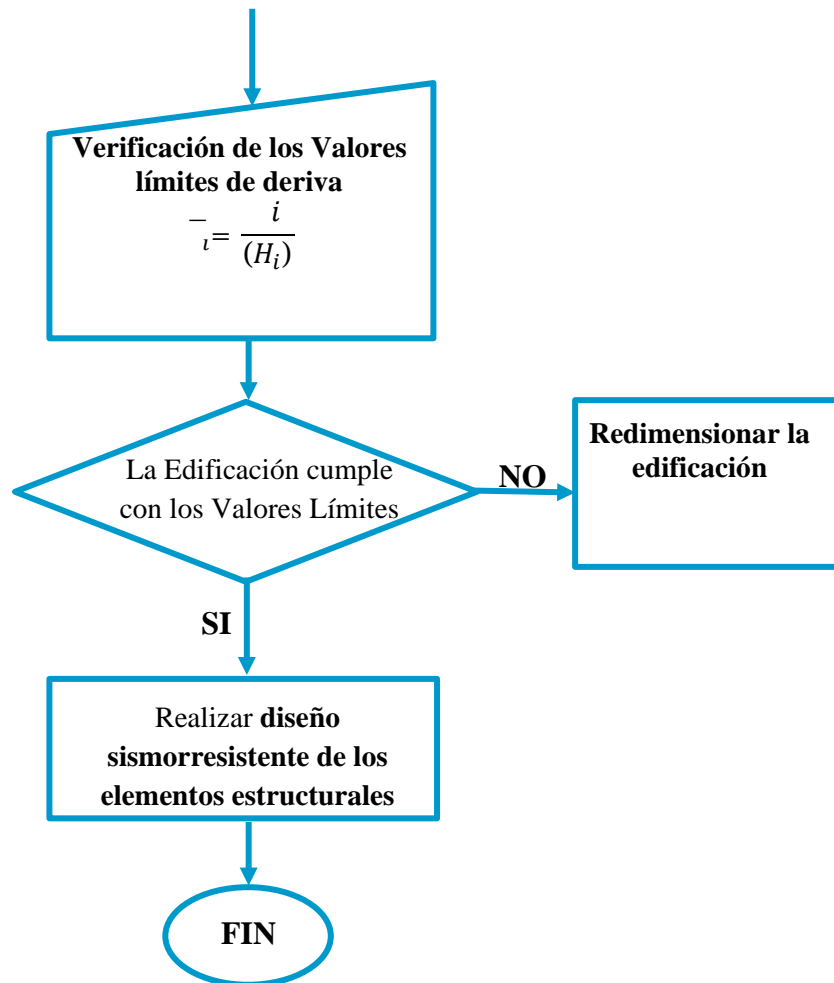 Verificación de los Valores
límites de deriva
‾ᵢ = i / (Hᵢ)
La Edificación cumple
con los Valores Límites
NO
Redimensionar la
edificación
SI
Realizar diseño
sismorresistente de los
elementos estructurales
FIN